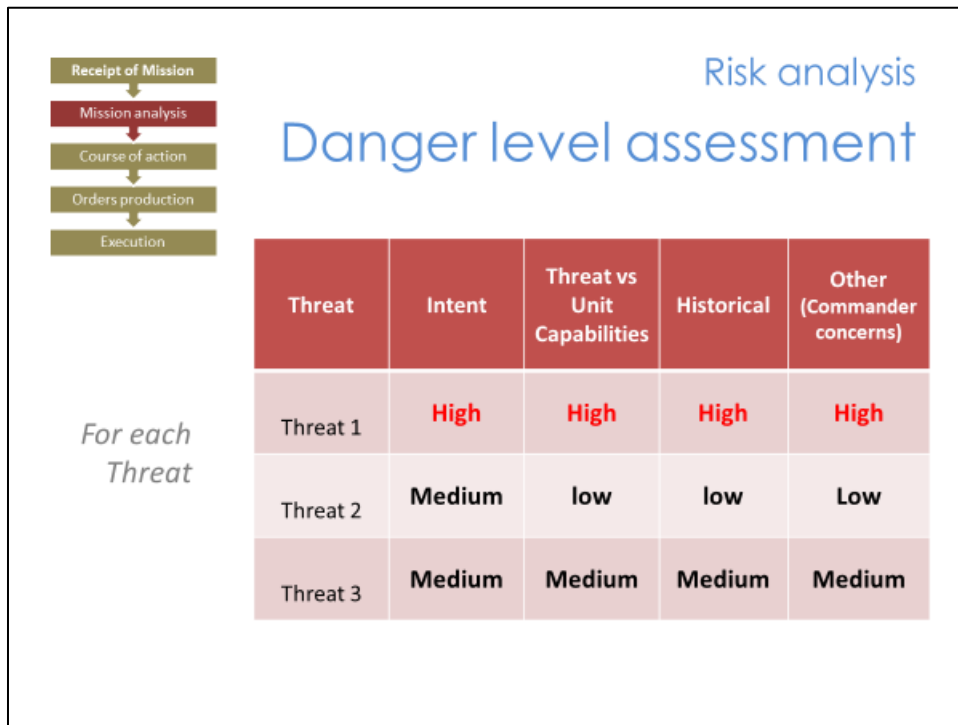 Receipt of Mission
Mission analysis
Course of action
Orders production
Execution
Risk analysis
Danger level assessment
For each
Threat
Threat
Intent
Threat vs
Unit
Capabilities
Historical
Other
(Commander
concerns)
Threat 1
High
High
High
High
Threat 2
Medium
low
low
Low
Threat 3
Medium
Medium
Medium
Medium